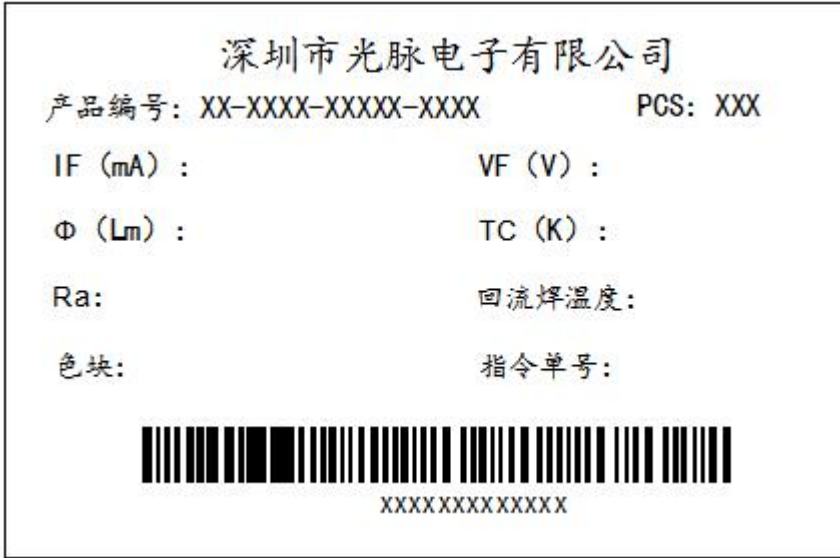 深圳市光脉电子有限公司
产品编号: XX-XXXX-XXXXX-XXXX PCS: XXX
IF (mA) : VF (V) :
Φ (Lm) : TC (K) :
Ra: 回流焊温度:
色块: 指令单号:
XXXXXXXXXXXXX